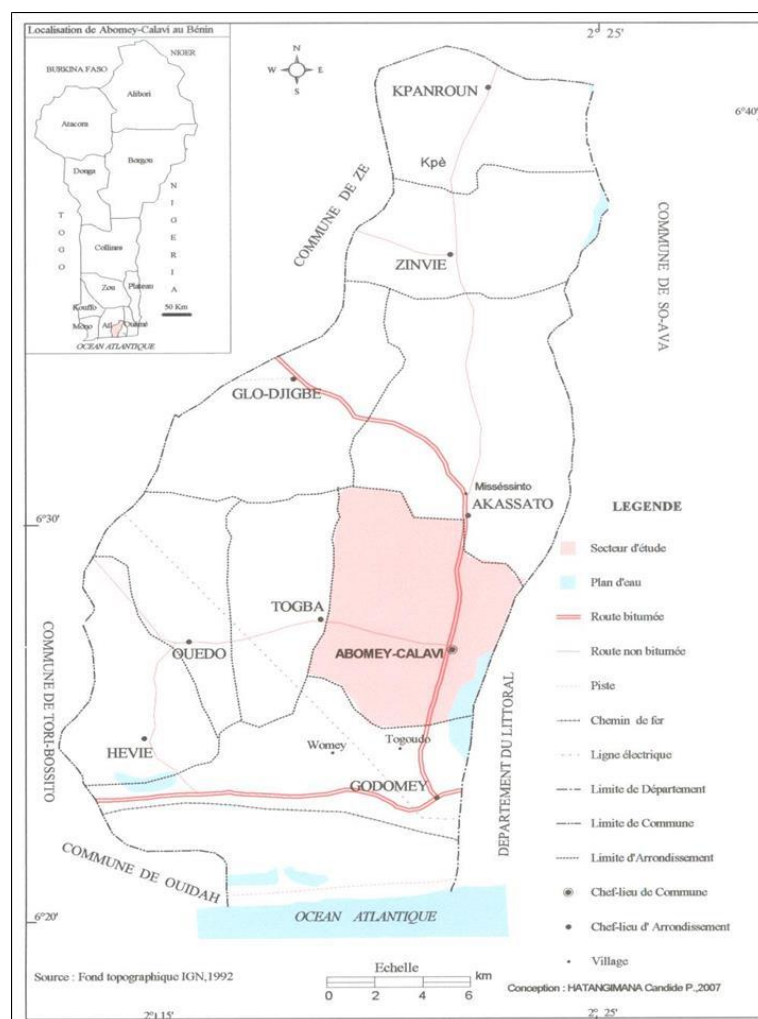 Localisation de Abomey-Calavi au Bénin
NIGER
BURKINA FASO
Alibori
Atacora
Borgou
Donga
TOGO
NIGERIA
Collines
Zou
Plateau
Kouffo
Mono
Atl
Ouémé
50 Km
OCEAN ATLANTIQUE
N
W
E
S
2° 25'
6°40'
KPANROUN
Kpè
COMMUNE DE ZE
ZINVIE
COMMUNE DE SO-AVA
GLO-DJIGBE
Misséssinto
AKASSATO
6°30
TOGBA
OUEDO
ABOMEY-CALAVI
COMMUNE DE TORI-BOSSITO
HEVIE
Womey
Togoudo
GODOMEY
DEPARTEMENT DU LITTORAL
COMMUNE DE OUIDAH
OCEAN ATLANTIQUE
6°20
LEGENDE
Secteur d'étude
Plan d'eau
Route bitumée
Route non bitumée
Piste
Chemin de fer
Ligne électrique
Limite de Département
Limite de Commune
Limite d'Arrondissement
Chef-lieu de Commune
Chef-lieu d' Arrondissement
Village
Source : Fond topographique IGN,1992
Echelle
km
0 2 4 6
Conception : HATANGIMANA Candide P.,2007
2°15'
2° 25'